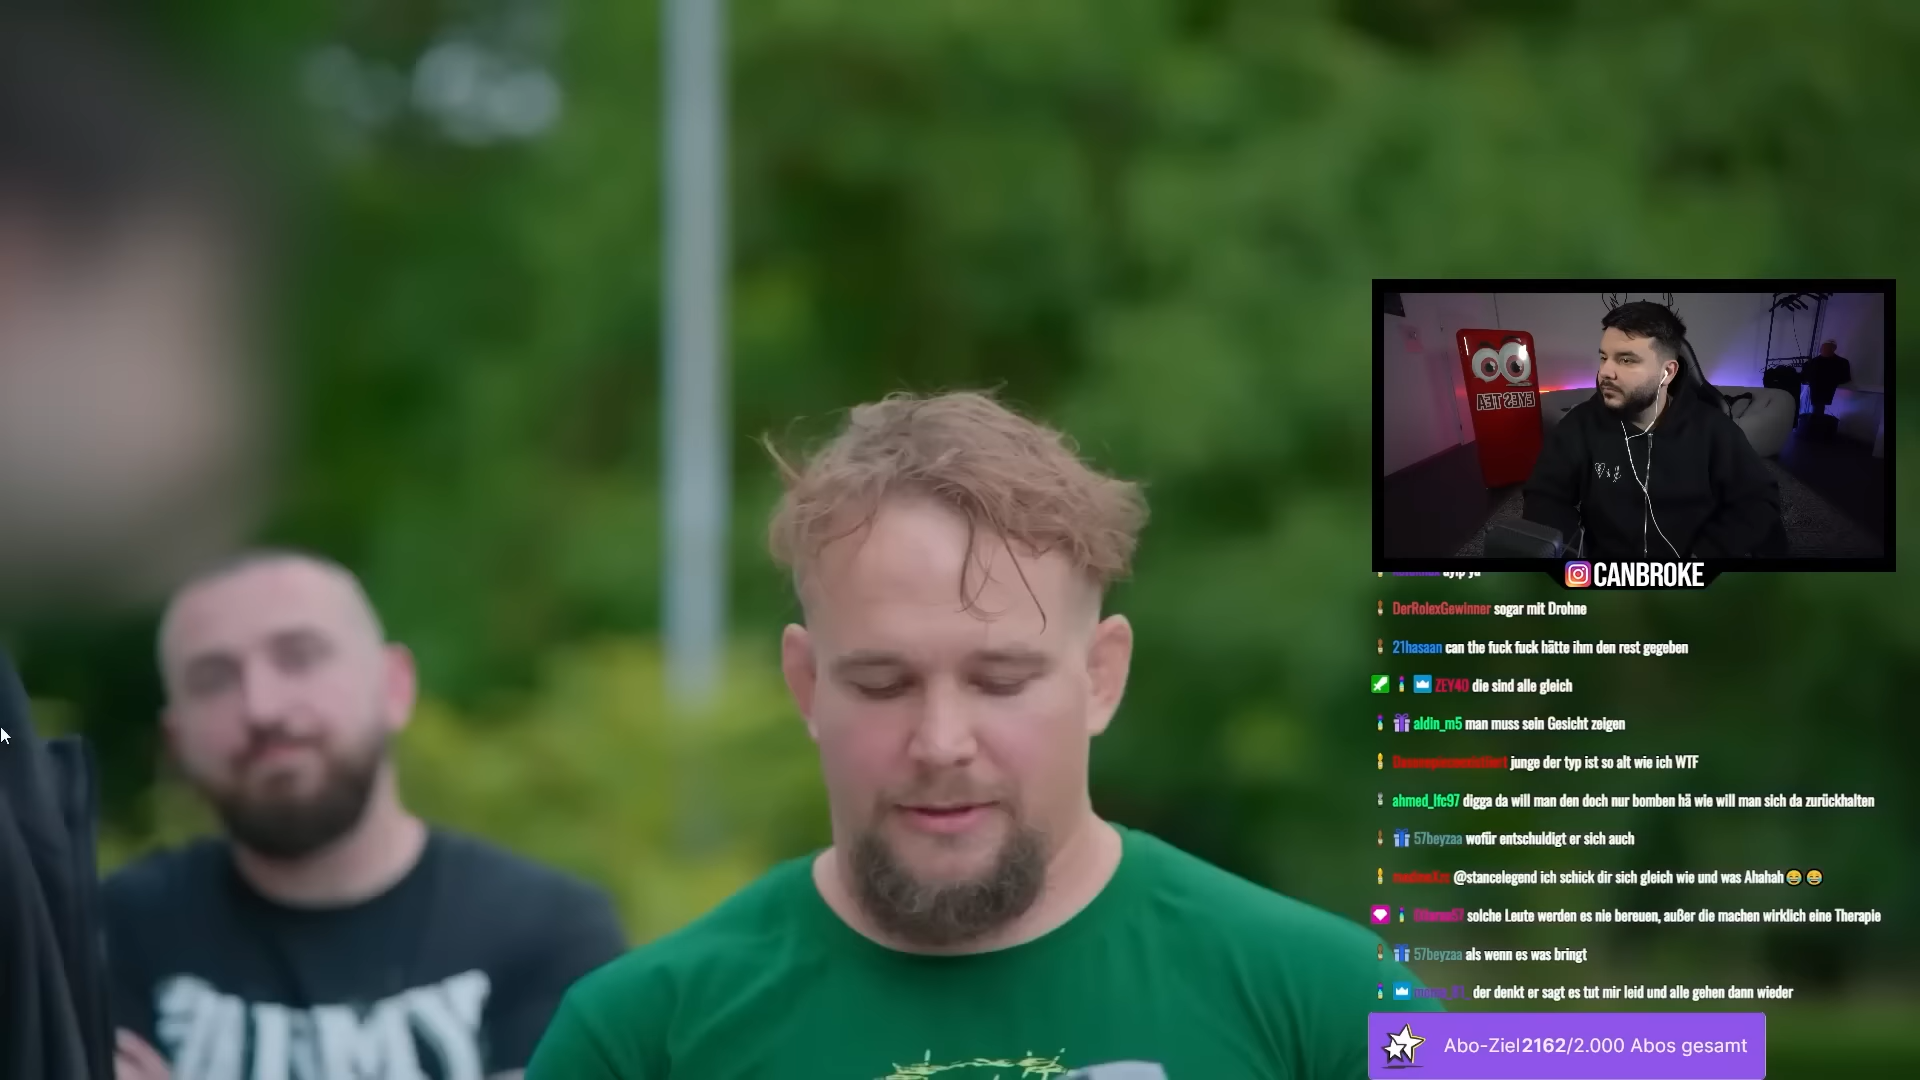 EYES TEA
CANBROKE
DerRolexGewinner sogar mit Drohne
21hasaan can the fuck fuck hätte ihm den rest gegeben
ZEY40 die sind alle gleich
aldin_m5 man muss sein Gesicht zeigen
junge der typ ist so alt wie ich WTF
ahmed_lfc97 digga da will man den doch nur bomben hä wie will man sich da zurückhalten
57beyzaa wofür entschuldigt er sich auch
@stancelegend ich schick dir sich gleich wie und was Ahahah😄😄
solche Leute werden es nie bereuen, außer die machen wirklich eine Therapie
57beyzaa als wenn es was bringt
der denkt er sagt es tut mir leid und alle gehen dann wieder
Abo-Ziel 2162/2.000 Abos gesamt